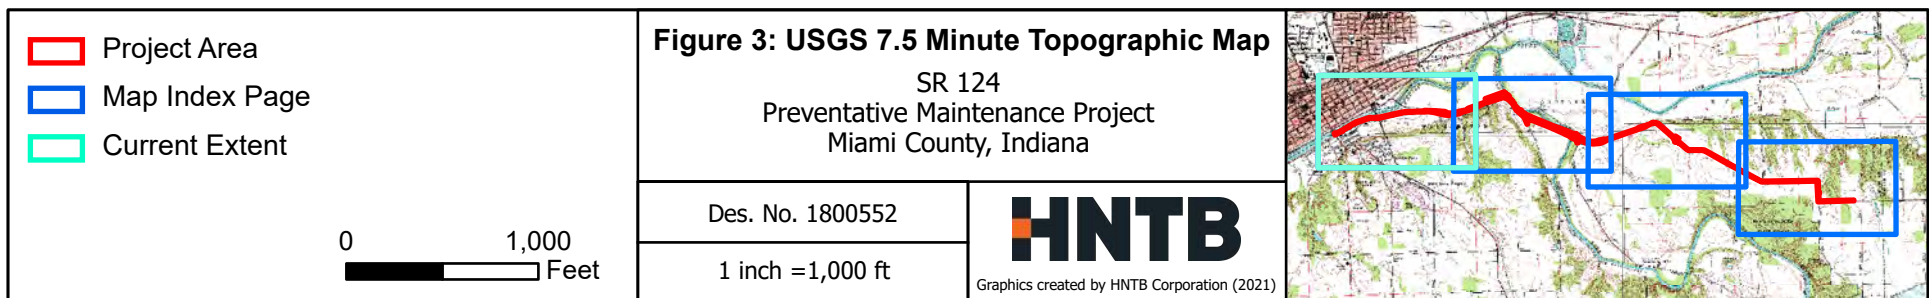 Project Area
Map Index Page
Current Extent
0 1,000
Feet
Figure 3: USGS 7.5 Minute Topographic Map
SR 124
Preventative Maintenance Project
Miami County, Indiana
Des. No. 1800552
1 inch =1,000 ft
HNTB
Graphics created by HNTB Corporation (2021)